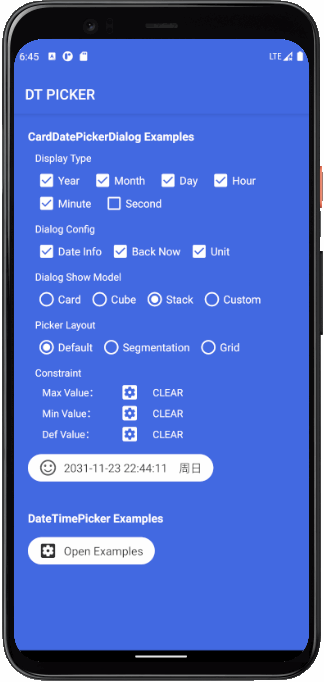 6:45 LTE
DT PICKER
CardDatePickerDialog Examples
Display Type
Year Month Day Hour
Minute Second
Dialog Config
Date Info Back Now Unit
Dialog Show Model
Card Cube Stack Custom
Picker Layout
Default Segmentation Grid
Constraint
Max Value： CLEAR
Min Value： CLEAR
Def Value： CLEAR
2031-11-23 22:44:11 周日
DateTimePicker Examples
Open Examples